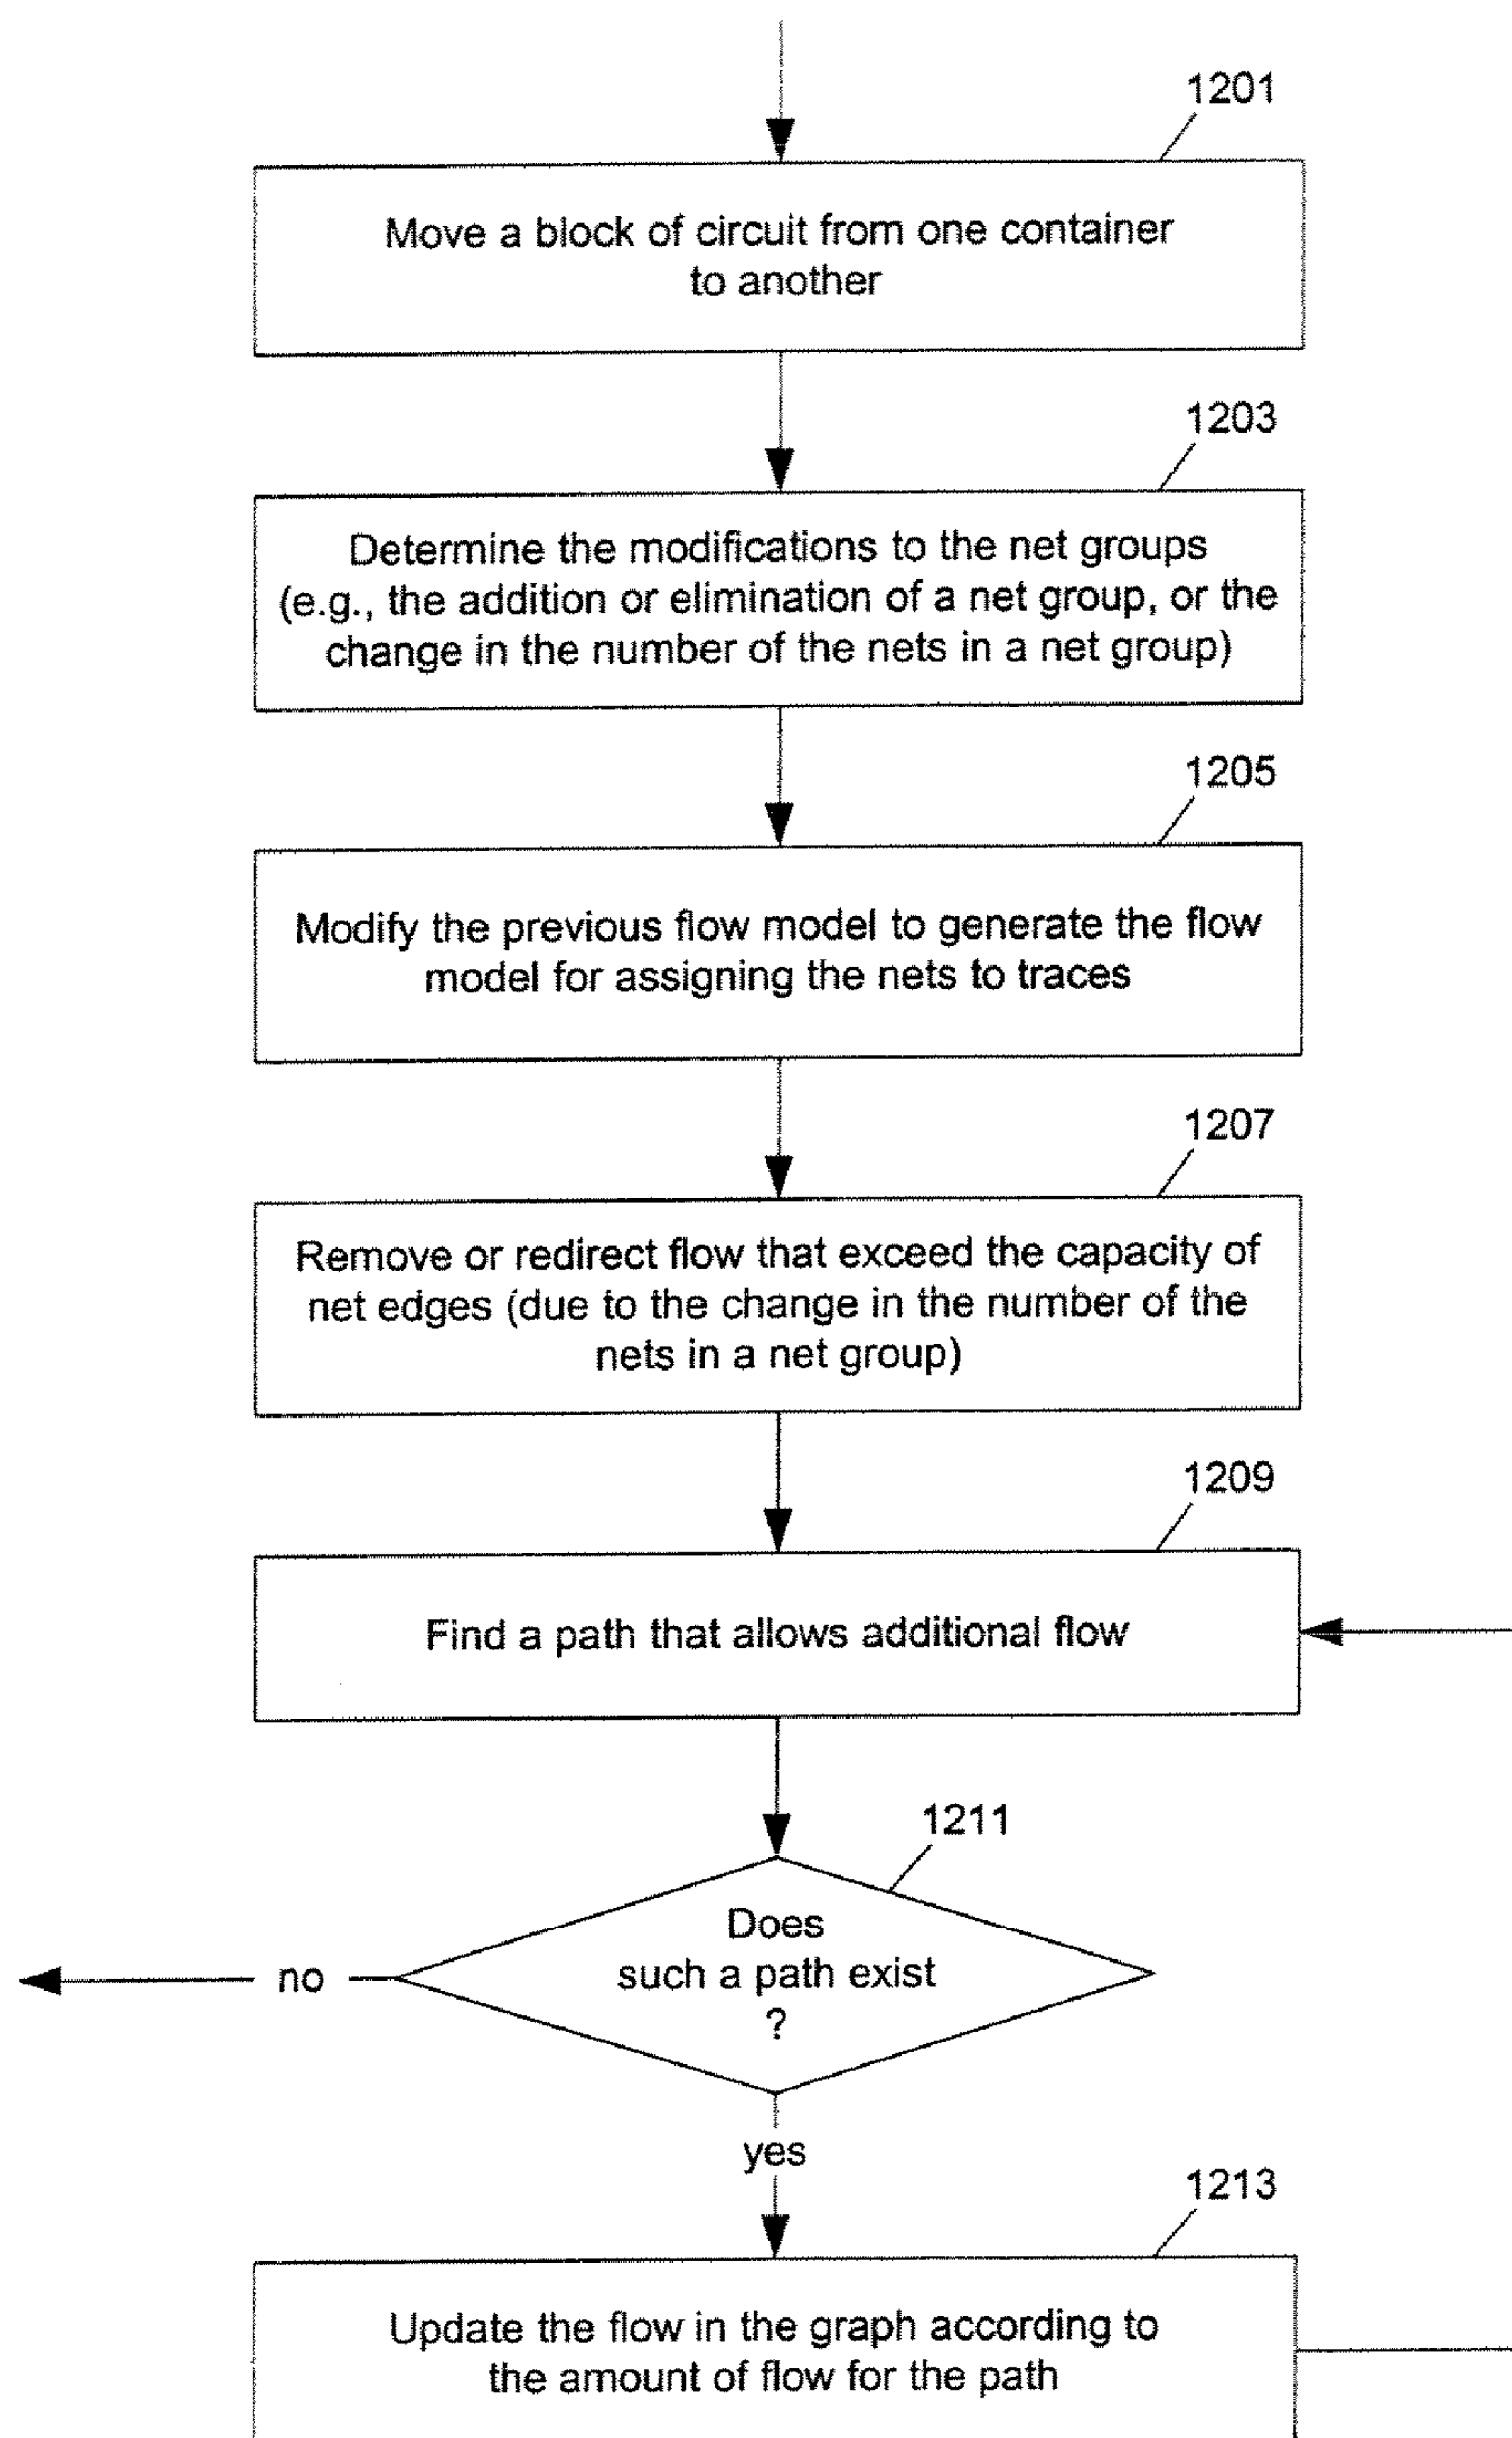 1201
Move a block of circuit from one container
to another
1203
Determine the modifications to the net groups
(e.g., the addition or elimination of a net group, or the
change in the number of the nets in a net group)
1205
Modify the previous flow model to generate the flow
model for assigning the nets to traces
1207
Remove or redirect flow that exceed the capacity of
net edges (due to the change in the number of the
nets in a net group)
1209
Find a path that allows additional flow
1211
Does
such a path exist
?
no
yes
1213
Update the flow in the graph according to
the amount of flow for the path